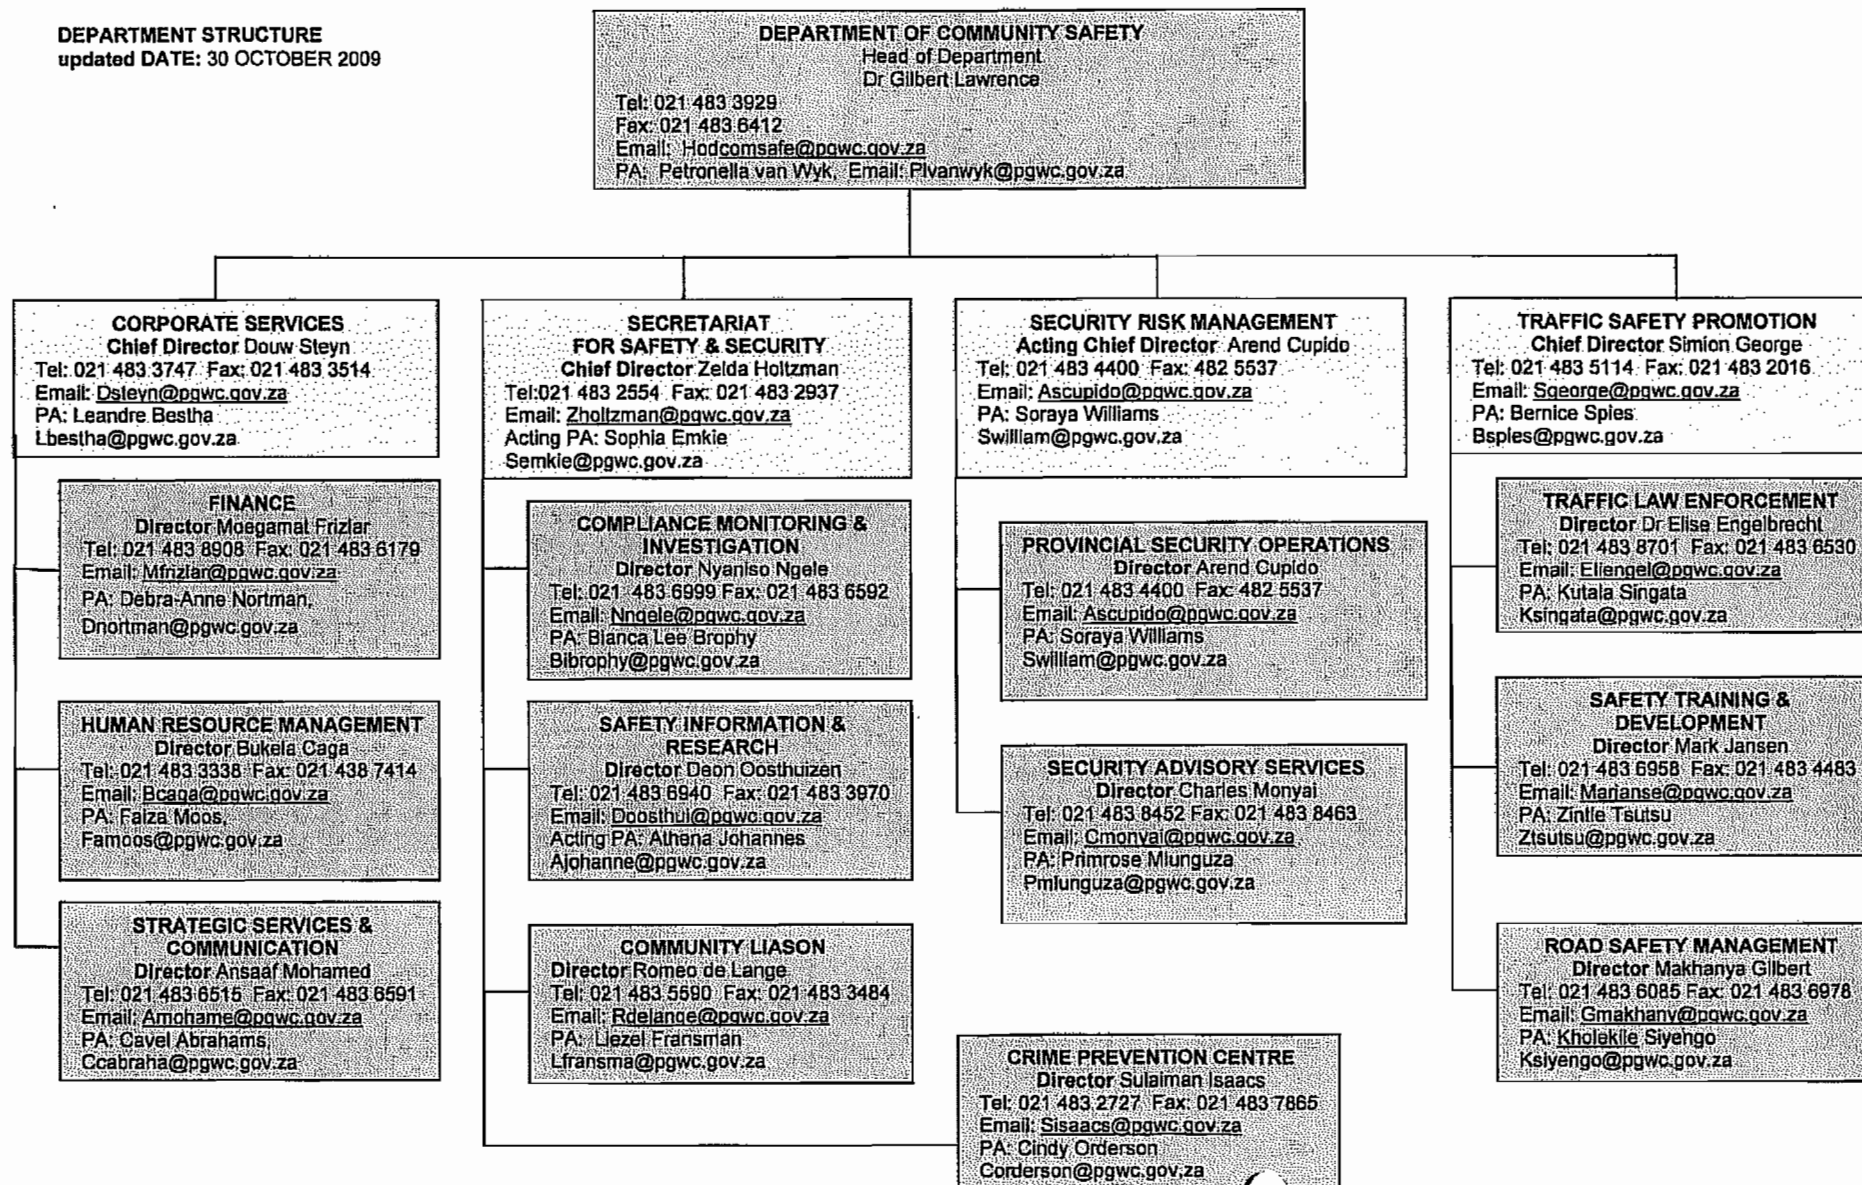 DEPARTMENT STRUCTURE
updated DATE: 30 OCTOBER 2009
DEPARTMENT OF COMMUNITY SAFETY
Head of Department
Dr Gilbert Lawrence
Tel: 021 483 3929
Fax: 021 483 6412
Email: Hodcomsafe@pgwc.gov.za
PA: Petronella van Wyk, Email: Plvanwyk@pgwc.gov.za
CORPORATE SERVICES
Chief Director Douw Steyn
Tel: 021 483 3747 Fax: 021 483 3514
Email: Dsteyn@pgwc.gov.za
PA: Leandre Bestha
Lbestha@pgwc.gov.za
FINANCE
Director Moegamat Frizlar
Tel: 021 483 8908 Fax: 021 483 6179
Email: Mfrizlar@pgwc.gov.za
PA: Debra-Anne Nortman,
Dnortman@pgwc.gov.za
HUMAN RESOURCE MANAGEMENT
Director Bukela Caga
Tel: 021 483 3338 Fax: 021 438 7414
Email: Bcaga@pgwc.gov.za
PA: Faiza Moos,
Famoos@pgwc.gov.za
STRATEGIC SERVICES &
COMMUNICATION
Director Ansaaf Mohamed
Tel: 021 483 6515 Fax: 021 483 6591
Email: Amohame@pgwc.gov.za
PA: Cavel Abrahams,
Ccabraha@pgwc.gov.za
SECRETARIAT
FOR SAFETY & SECURITY
Chief Director Zelda Holtzman
Tel:021 483 2554 Fax: 021 483 2937
Email: Zholtzman@pgwc.gov.za
Acting PA: Sophia Emkie
Semkie@pgwc.gov.za
COMPLIANCE MONITORING &
INVESTIGATION
Director Nyaniso Ngele
Tel: 021 483 6999 Fax: 021 483 6592
Email: Nngele@pgwc.gov.za
PA: Bianca Lee Brophy
Bibrophy@pgwc.gov.za
SAFETY INFORMATION &
RESEARCH
Director Deon Oosthuizen
Tel: 021 483 6940 Fax: 021 483 3970
Email: Doosthui@pgwc.gov.za
Acting PA: Athena Johannes
Ajohanne@pgwc.gov.za
COMMUNITY LIASON
Director Romeo de Lange
Tel: 021 483 5590 Fax: 021 483 3484
Email: Rdelange@pgwc.gov.za
PA: Liezel Fransman
Lfransma@pgwc.gov.za
CRIME PREVENTION CENTRE
Director Sulaiman Isaacs
Tel: 021 483 2727 Fax: 021 483 7865
Email: Sisaacs@pgwc.gov.za
PA: Cindy Orderson
Corderson@pgwc.gov.za
SECURITY RISK MANAGEMENT
Acting Chief Director Arend Cupido
Tel: 021 483 4400 Fax: 482 5537
Email: Ascupido@pgwc.gov.za
PA: Soraya Williams
Swilliam@pgwc.gov.za
PROVINCIAL SECURITY OPERATIONS
Director Arend Cupido
Tel: 021 483 4400 Fax: 482 5537
Email: Ascupido@pgwc.gov.za
PA: Soraya Williams
Swilliam@pgwc.gov.za
SECURITY ADVISORY SERVICES
Director Charles Monyai
Tel: 021 483 8452 Fax: 021 483 8463
Email: Cmonyai@pgwc.gov.za
PA: Primrose Mlunguza
Pmlunguza@pgwc.gov.za
TRAFFIC SAFETY PROMOTION
Chief Director Simion George
Tel: 021 483 5114 Fax: 021 483 2016
Email: Sgeorge@pgwc.gov.za
PA: Bernice Spies
Bspies@pgwc.gov.za
TRAFFIC LAW ENFORCEMENT
Director Dr Elise Engelbrecht
Tel: 021 483 8701 Fax: 021 483 6530
Email: Eliengel@pgwc.gov.za
PA: Kutala Singata
Ksingata@pgwc.gov.za
SAFETY TRAINING &
DEVELOPMENT
Director Mark Jansen
Tel: 021 483 6958 Fax: 021 483 4483
Email: Marjanse@pgwc.gov.za
PA: Zintle Tsutsu
Ztsutsu@pgwc.gov.za
ROAD SAFETY MANAGEMENT
Director Makhanya Gilbert
Tel: 021 483 6085 Fax: 021 483 6978
Email: Gmakhany@pgwc.gov.za
PA: Kholekile Siyengo
Ksiyengo@pgwc.gov.za